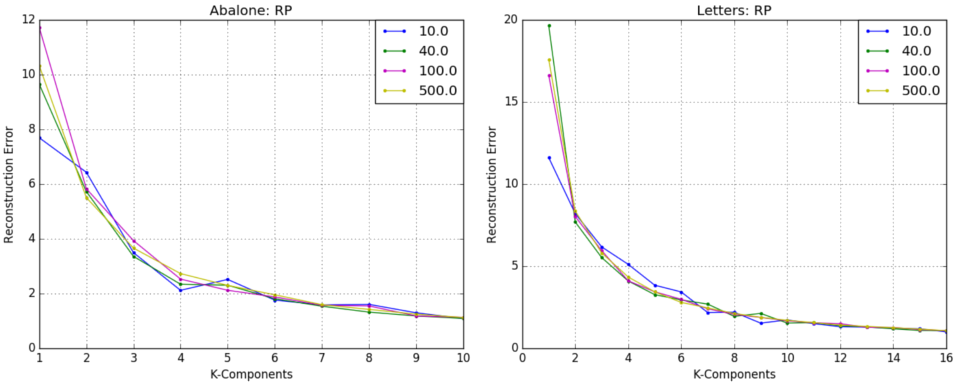 Abalone: RP
12
10
8
6
4
2
0
Reconstruction Error
1 2 3 4 5 6 7 8 9 10
K-Components
10.0
40.0
100.0
500.0
Letters: RP
20
15
10
5
0
Reconstruction Error
0 2 4 6 8 10 12 14 16
K-Components
10.0
40.0
100.0
500.0